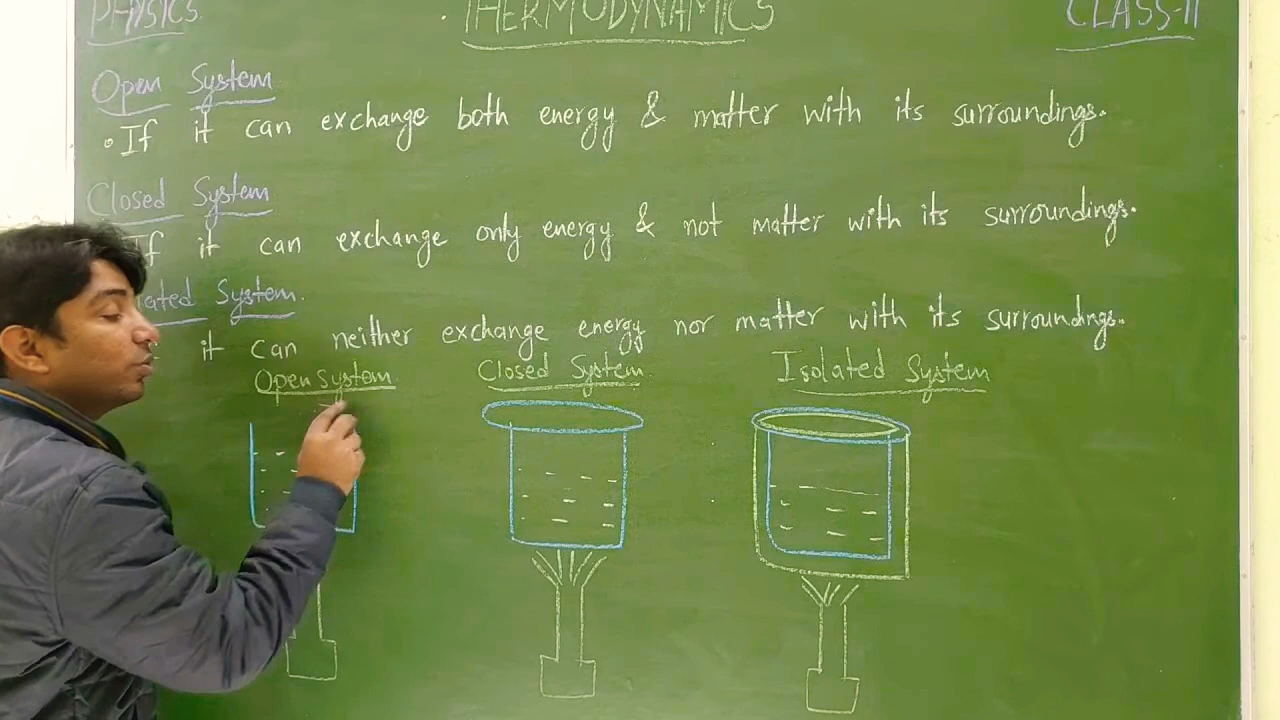 PHYSICS
THERMODYNAMICS
CLASS-11
Open System
• If it can exchange both energy & matter with its surroundings.
Closed System
If it can exchange only energy & not matter with its surroundings.
System.
it can neither exchange energy nor matter with its surroundings.
Open System
Closed System
Isolated System